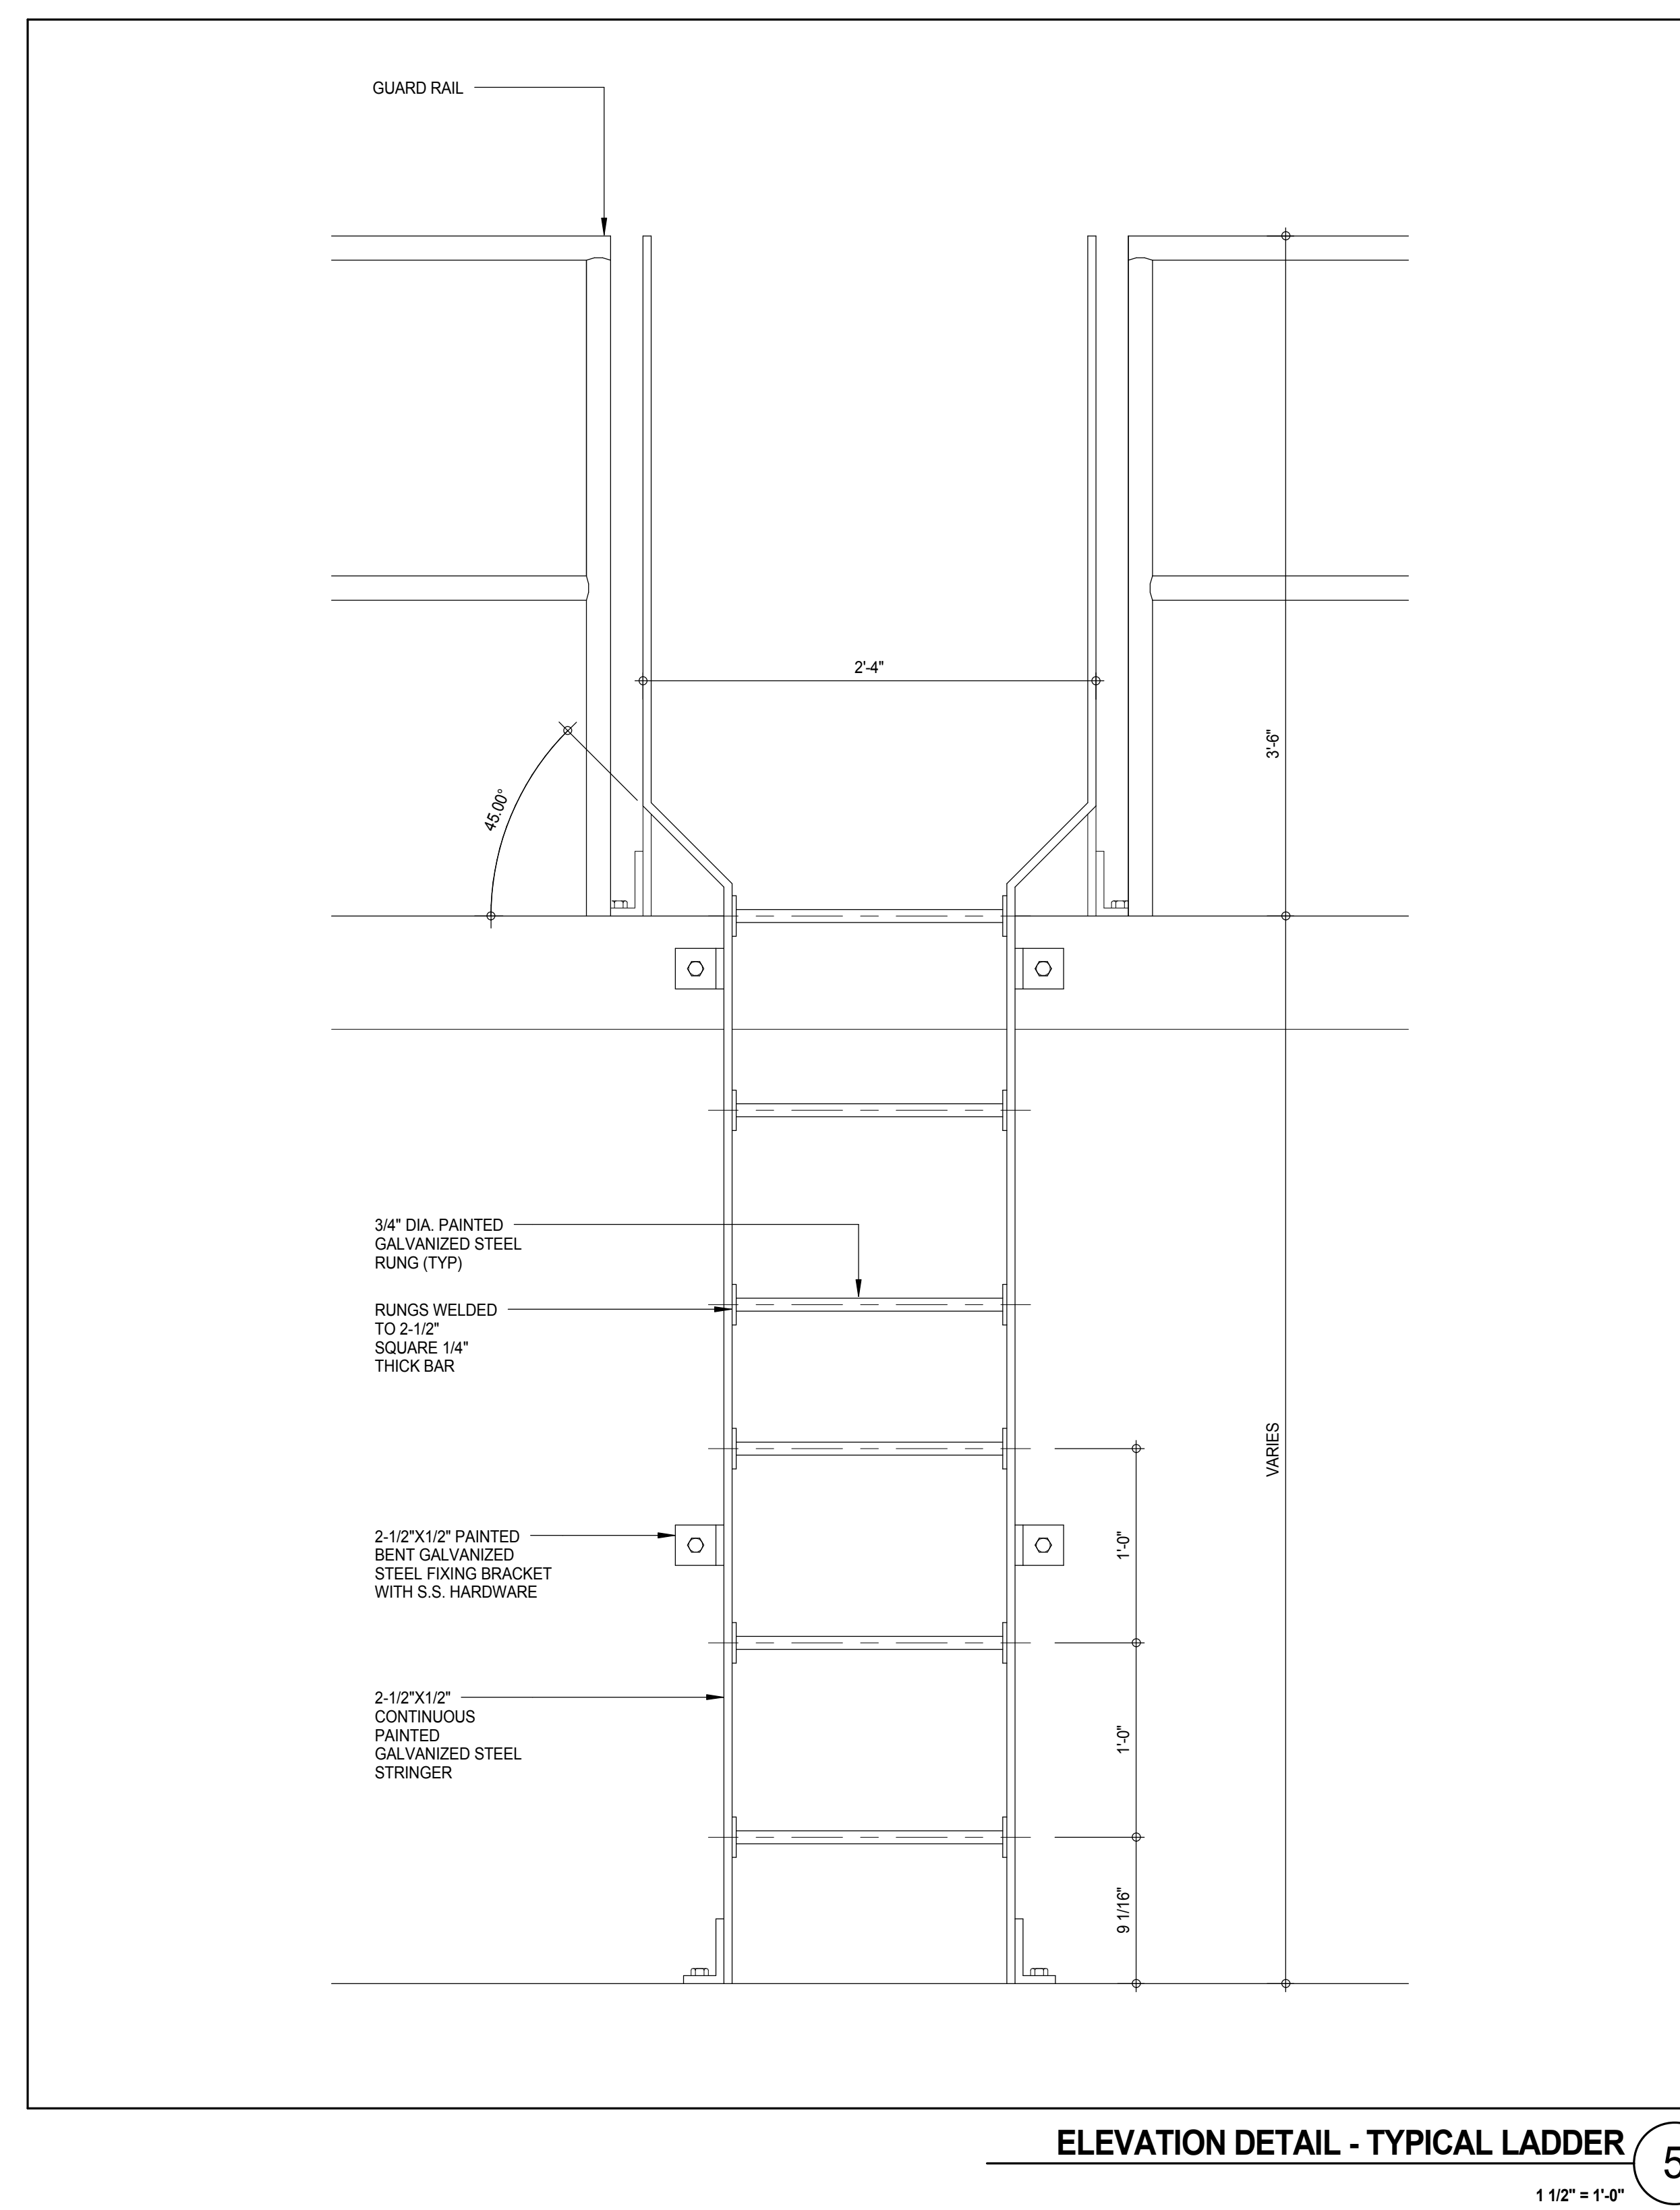 GUARD RAIL
2'-4"
3'-6"
45.00°
3/4" DIA. PAINTED
GALVANIZED STEEL
RUNG (TYP)
RUNGS WELDED
TO 2-1/2"
SQUARE 1/4"
THICK BAR
VARIES
1'-0"
2-1/2"X1/2" PAINTED
BENT GALVANIZED
STEEL FIXING BRACKET
WITH S.S. HARDWARE
2-1/2"X1/2"
CONTINUOUS
PAINTED
GALVANIZED STEEL
STRINGER
1'-0"
9 1/16"
ELEVATION DETAIL - TYPICAL LADDER
5
1 1/2" = 1'-0"